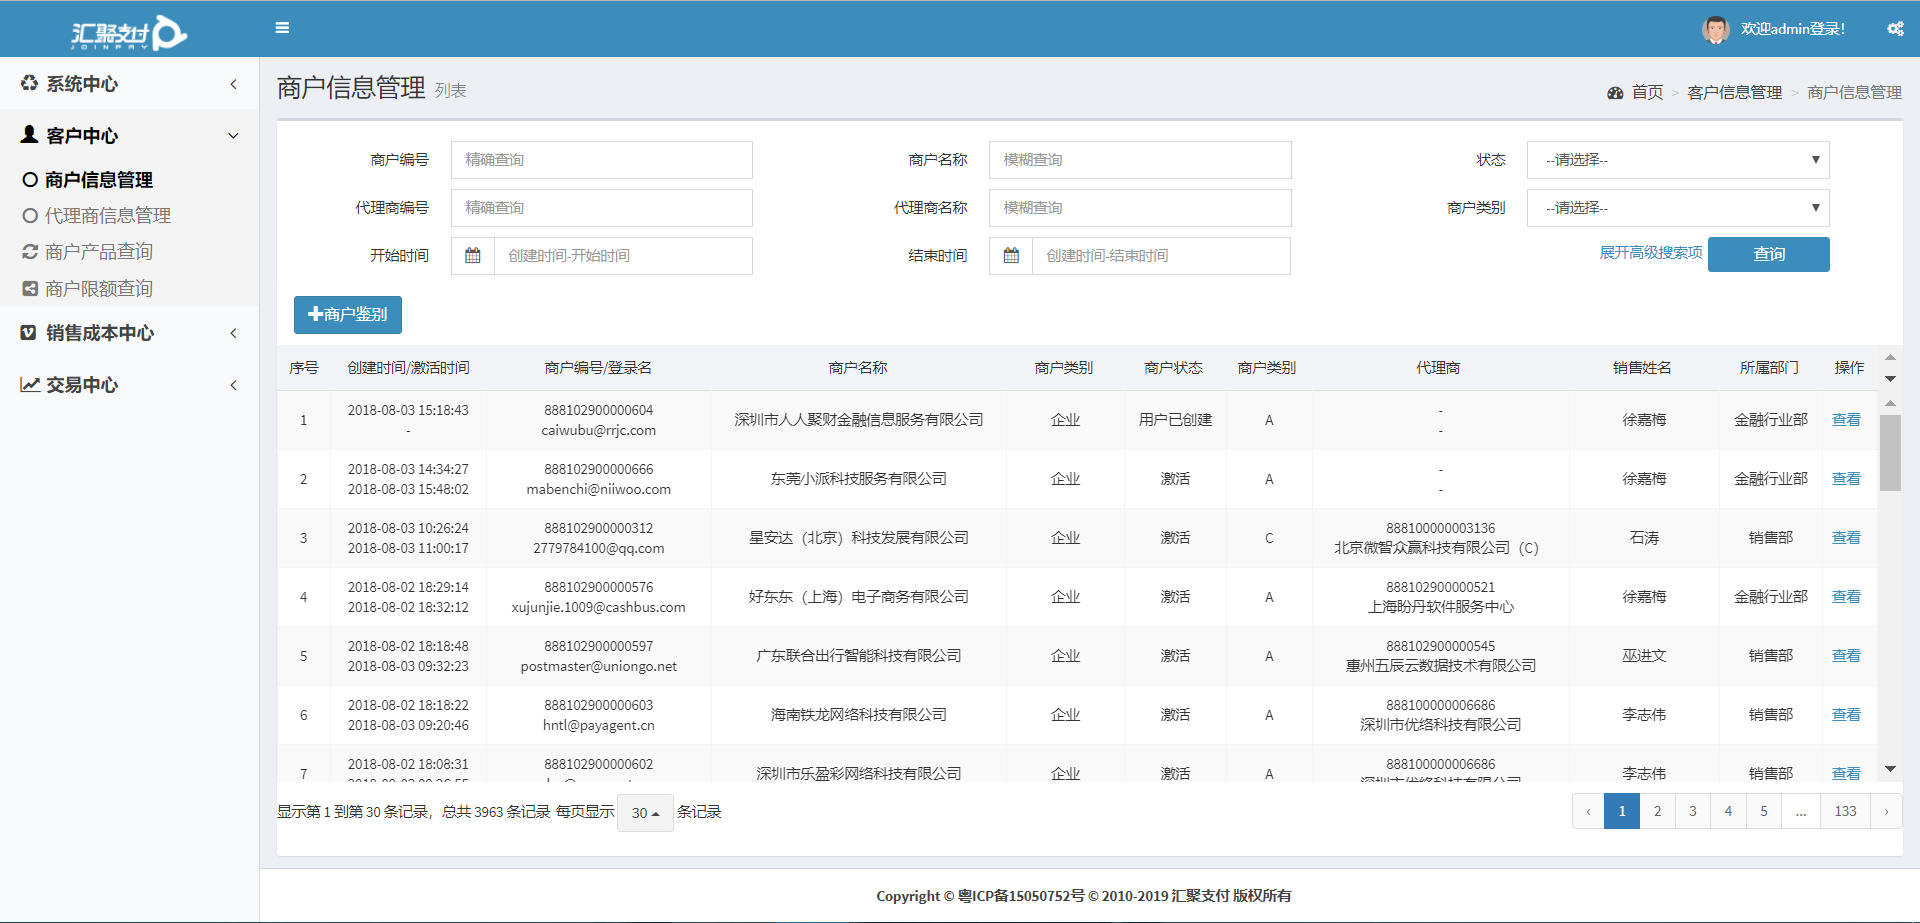 汇聚支付
JOINPAY
欢迎admin登录!
系统中心
客户中心
商户信息管理
代理商信息管理
商户产品查询
商户限额查询
销售成本中心
交易中心
商户信息管理 列表
首页 > 客户信息管理 > 商户信息管理
商户编号 精确查询 商户名称 模糊查询 状态 --请选择--
代理商编号 精确查询 代理商名称 模糊查询 商户类别 --请选择--
开始时间 创建时间-开始时间 结束时间 创建时间-结束时间 展开高级搜索项 查询
商户鉴别
序号 创建时间/激活时间 商户编号/登录名 商户名称 商户类别 商户状态 商户类别 代理商 销售姓名 所属部门 操作
2018-08-03 15:18:43 888102900000604 -
1 深圳市人人聚财金融信息服务有限公司 企业 用户已创建 A 徐嘉梅 金融行业部 查看
- caiwubu@rrjc.com -
2018-08-03 14:34:27 888102900000666 -
2 东莞小派科技服务有限公司 企业 激活 A 徐嘉梅 金融行业部 查看
2018-08-03 15:48:02 mabenchi@niiwoo.com -
2018-08-03 10:26:24 888102900000312 888100000003136
3 星安达（北京）科技发展有限公司 企业 激活 C 石涛 销售部 查看
2018-08-03 11:00:17 2779784100@qq.com 北京微智众赢科技有限公司（C）
2018-08-02 18:29:14 888102900000576 888102900000521
4 好东东（上海）电子商务有限公司 企业 激活 A 徐嘉梅 金融行业部 查看
2018-08-02 18:32:12 xujunjie.1009@cashbus.com 上海盼丹软件服务中心
2018-08-02 18:18:48 888102900000597 888102900000545
5 广东联合出行智能科技有限公司 企业 激活 A 巫进文 销售部 查看
2018-08-03 09:32:23 postmaster@uniongo.net 惠州五辰云数据技术有限公司
2018-08-02 18:18:22 888102900000603 888100000006686
6 海南铁龙网络科技有限公司 企业 激活 A 李志伟 销售部 查看
2018-08-03 09:20:46 hntl@payagent.cn 深圳市优络科技有限公司
2018-08-02 18:08:31 888102900000602 888100000006686
7 深圳市乐盈彩网络科技有限公司 企业 激活 A 李志伟 销售部 查看
深圳市优络科技有限公司
显示第 1 到第 30 条记录，总共 3963 条记录 每页显示 30 条记录
‹ 1 2 3 4 5 ... 133 ›
Copyright © 粤ICP备15050752号 © 2010-2019 汇聚支付 版权所有